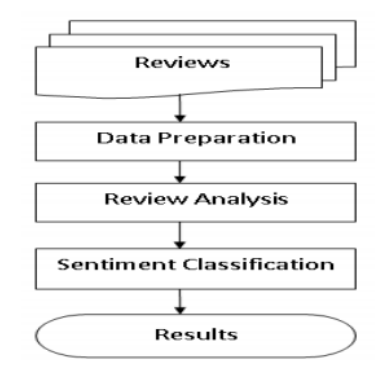 Reviews
Data Preparation
Review Analysis
Sentiment Classification
Results